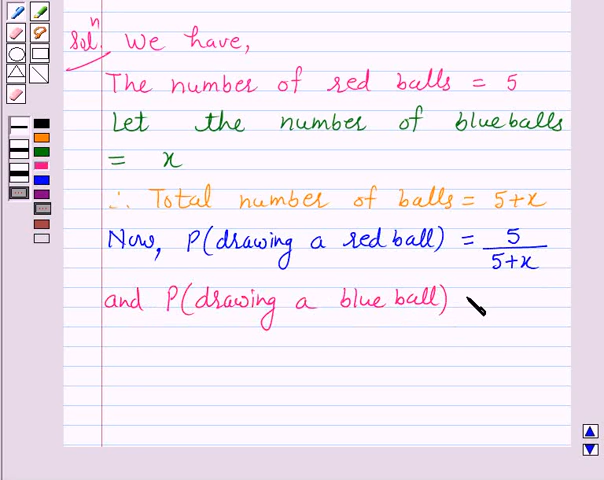 Solⁿ. We have,
The number of red balls = 5
Let the number of blue balls
= x
∴ Total number of balls = 5+x
Now, P(drawing a red ball) = 5/5+x
and P(drawing a blue ball)